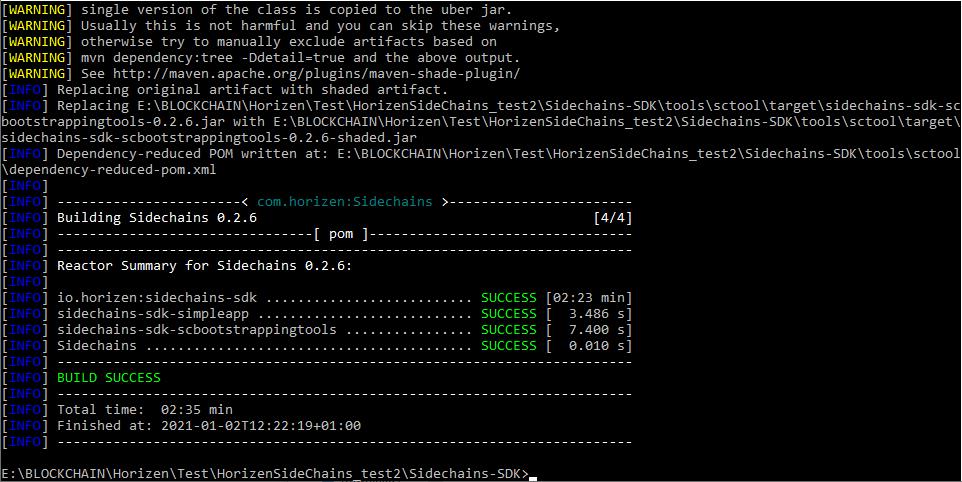 [WARNING] single version of the class is copied to the uber jar.
[WARNING] Usually this is not harmful and you can skip these warnings,
[WARNING] otherwise try to manually exclude artifacts based on
[WARNING] mvn dependency:tree -Ddetail=true and the above output.
[WARNING] See http://maven.apache.org/plugins/maven-shade-plugin/
[INFO] Replacing original artifact with shaded artifact.
[INFO] Replacing E:\BLOCKCHAIN\Horizen\Test\HorizenSideChains_test2\Sidechains-SDK\tools\sctool\target\sidechains-sdk-sc
bootstrappingtools-0.2.6.jar with E:\BLOCKCHAIN\Horizen\Test\HorizenSideChains_test2\Sidechains-SDK\tools\sctool\target\
sidechains-sdk-scbootstrappingtools-0.2.6-shaded.jar
[INFO] Dependency-reduced POM written at: E:\BLOCKCHAIN\Horizen\Test\HorizenSideChains_test2\Sidechains-SDK\tools\sctool
\dependency-reduced-pom.xml
[INFO]
[INFO] -----------------------< com.horizen:Sidechains >-----------------------
[INFO] Building Sidechains 0.2.6                                          [4/4]
[INFO] --------------------------------[ pom ]---------------------------------
[INFO] ------------------------------------------------------------------------
[INFO] Reactor Summary for Sidechains 0.2.6:
[INFO]
[INFO] io.horizen:sidechains-sdk .......................... SUCCESS [02:23 min]
[INFO] sidechains-sdk-simpleapp ........................... SUCCESS [  3.486 s]
[INFO] sidechains-sdk-scbootstrappingtools ................ SUCCESS [  7.400 s]
[INFO] Sidechains ......................................... SUCCESS [  0.010 s]
[INFO] ------------------------------------------------------------------------
[INFO] BUILD SUCCESS
[INFO] ------------------------------------------------------------------------
[INFO] Total time:  02:35 min
[INFO] Finished at: 2021-01-02T12:22:19+01:00
[INFO] ------------------------------------------------------------------------
E:\BLOCKCHAIN\Horizen\Test\HorizenSideChains_test2\Sidechains-SDK>